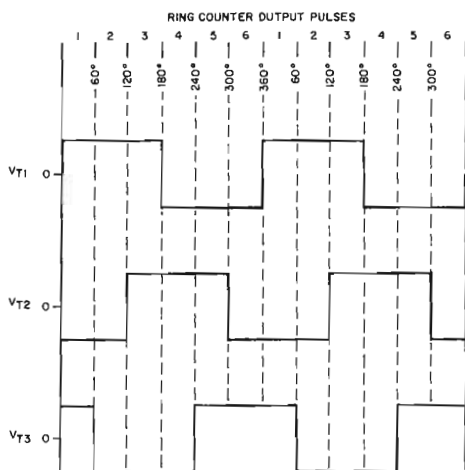 RING COUNTER OUTPUT PULSES
1 2 3 4 5 6 1 2 3 4 5 6
60° 120° 180° 240° 300° 360° 60° 120° 180° 240° 300°
VT1 0
VT2 0
VT3 0